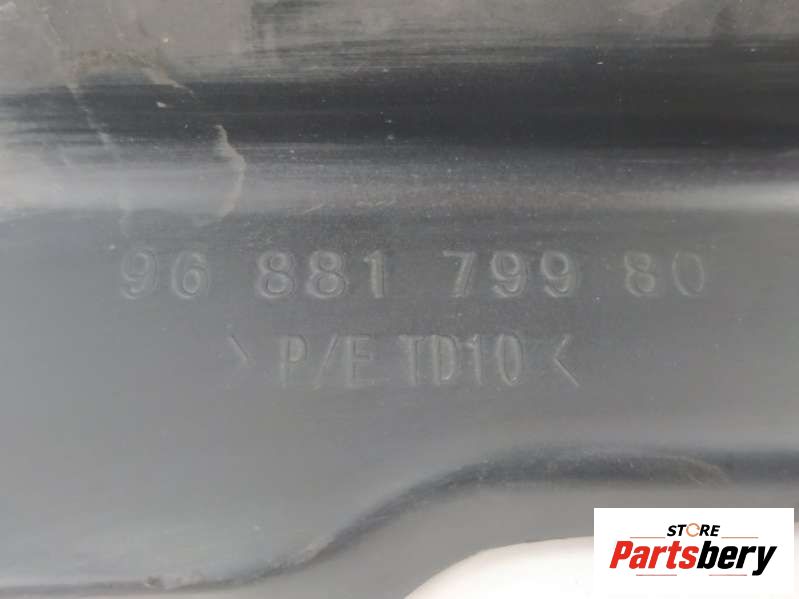 96 881 799 80
> P/E TD10 <
STORE
Partsbery